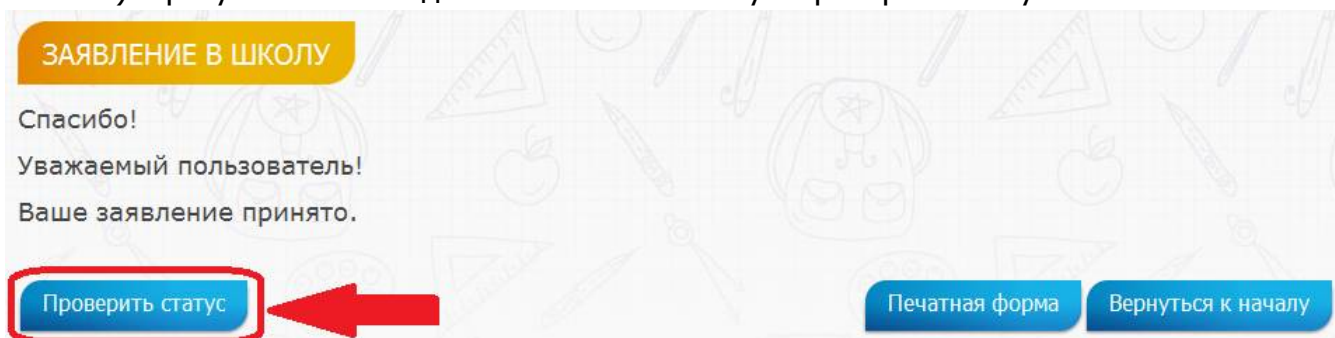 ЗАЯВЛЕНИЕ В ШКОЛУ
Спасибо!
Уважаемый пользователь!
Ваше заявление принято.
Проверить статус
Печатная форма
Вернуться к началу